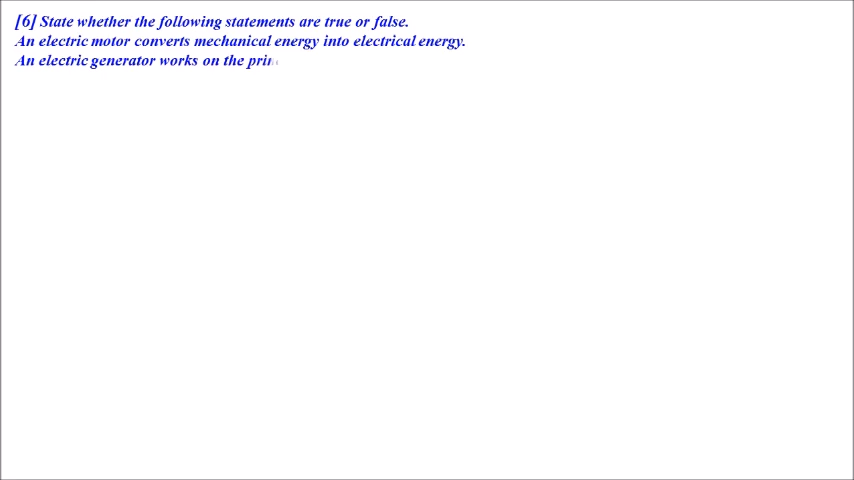 [6] State whether the following statements are true or false.
An electric motor converts mechanical energy into electrical energy.
An electric generator works on the